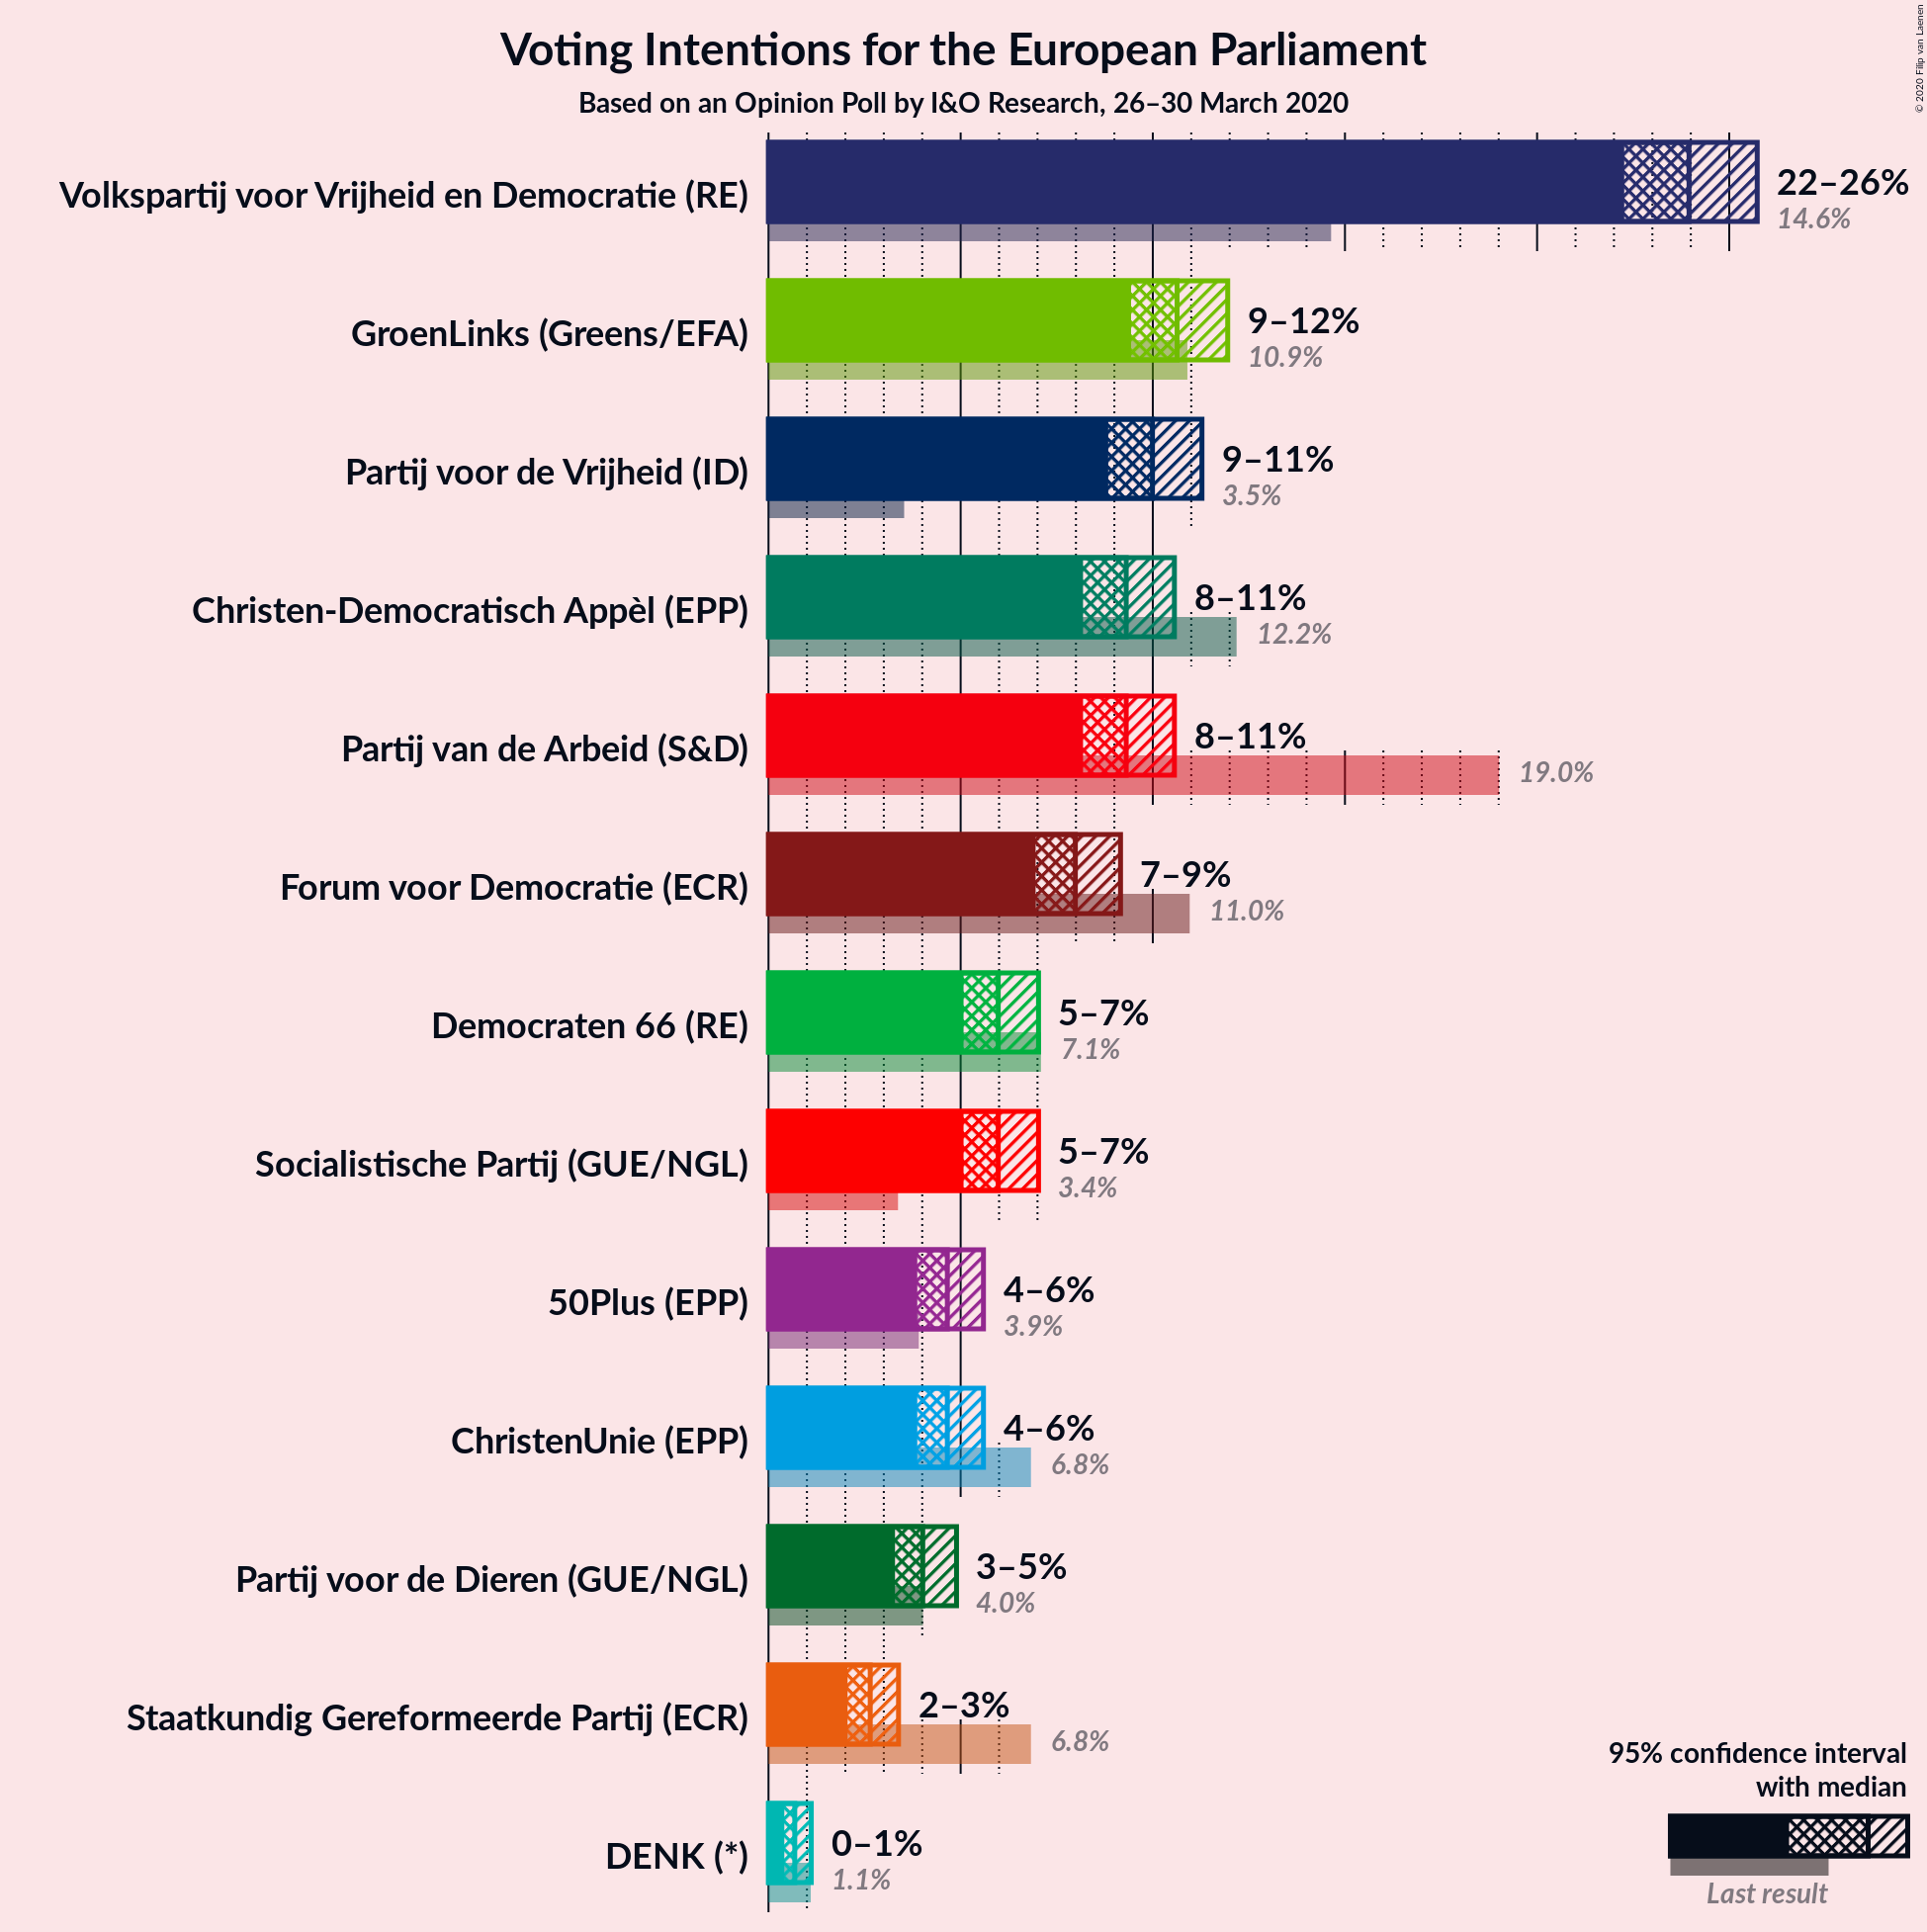 © 2020 Filip van Laenen
Voting Intentions for the European Parliament
Based on an Opinion Poll by I&O Research, 26–30 March 2020
Volkspartij voor Vrijheid en Democratie (RE)
22–26%
14.6%
GroenLinks (Greens/EFA)
9–12%
10.9%
Partij voor de Vrijheid (ID)
9–11%
3.5%
Christen-Democratisch Appèl (EPP)
8–11%
12.2%
Partij van de Arbeid (S&D)
8–11%
19.0%
Forum voor Democratie (ECR)
7–9%
11.0%
Democraten 66 (RE)
5–7%
7.1%
Socialistische Partij (GUE/NGL)
5–7%
3.4%
50Plus (EPP)
4–6%
3.9%
ChristenUnie (EPP)
4–6%
6.8%
Partij voor de Dieren (GUE/NGL)
3–5%
4.0%
Staatkundig Gereformeerde Partij (ECR)
2–3%
6.8%
DENK (*)
0–1%
1.1%
95% confidence interval
with median
Last result